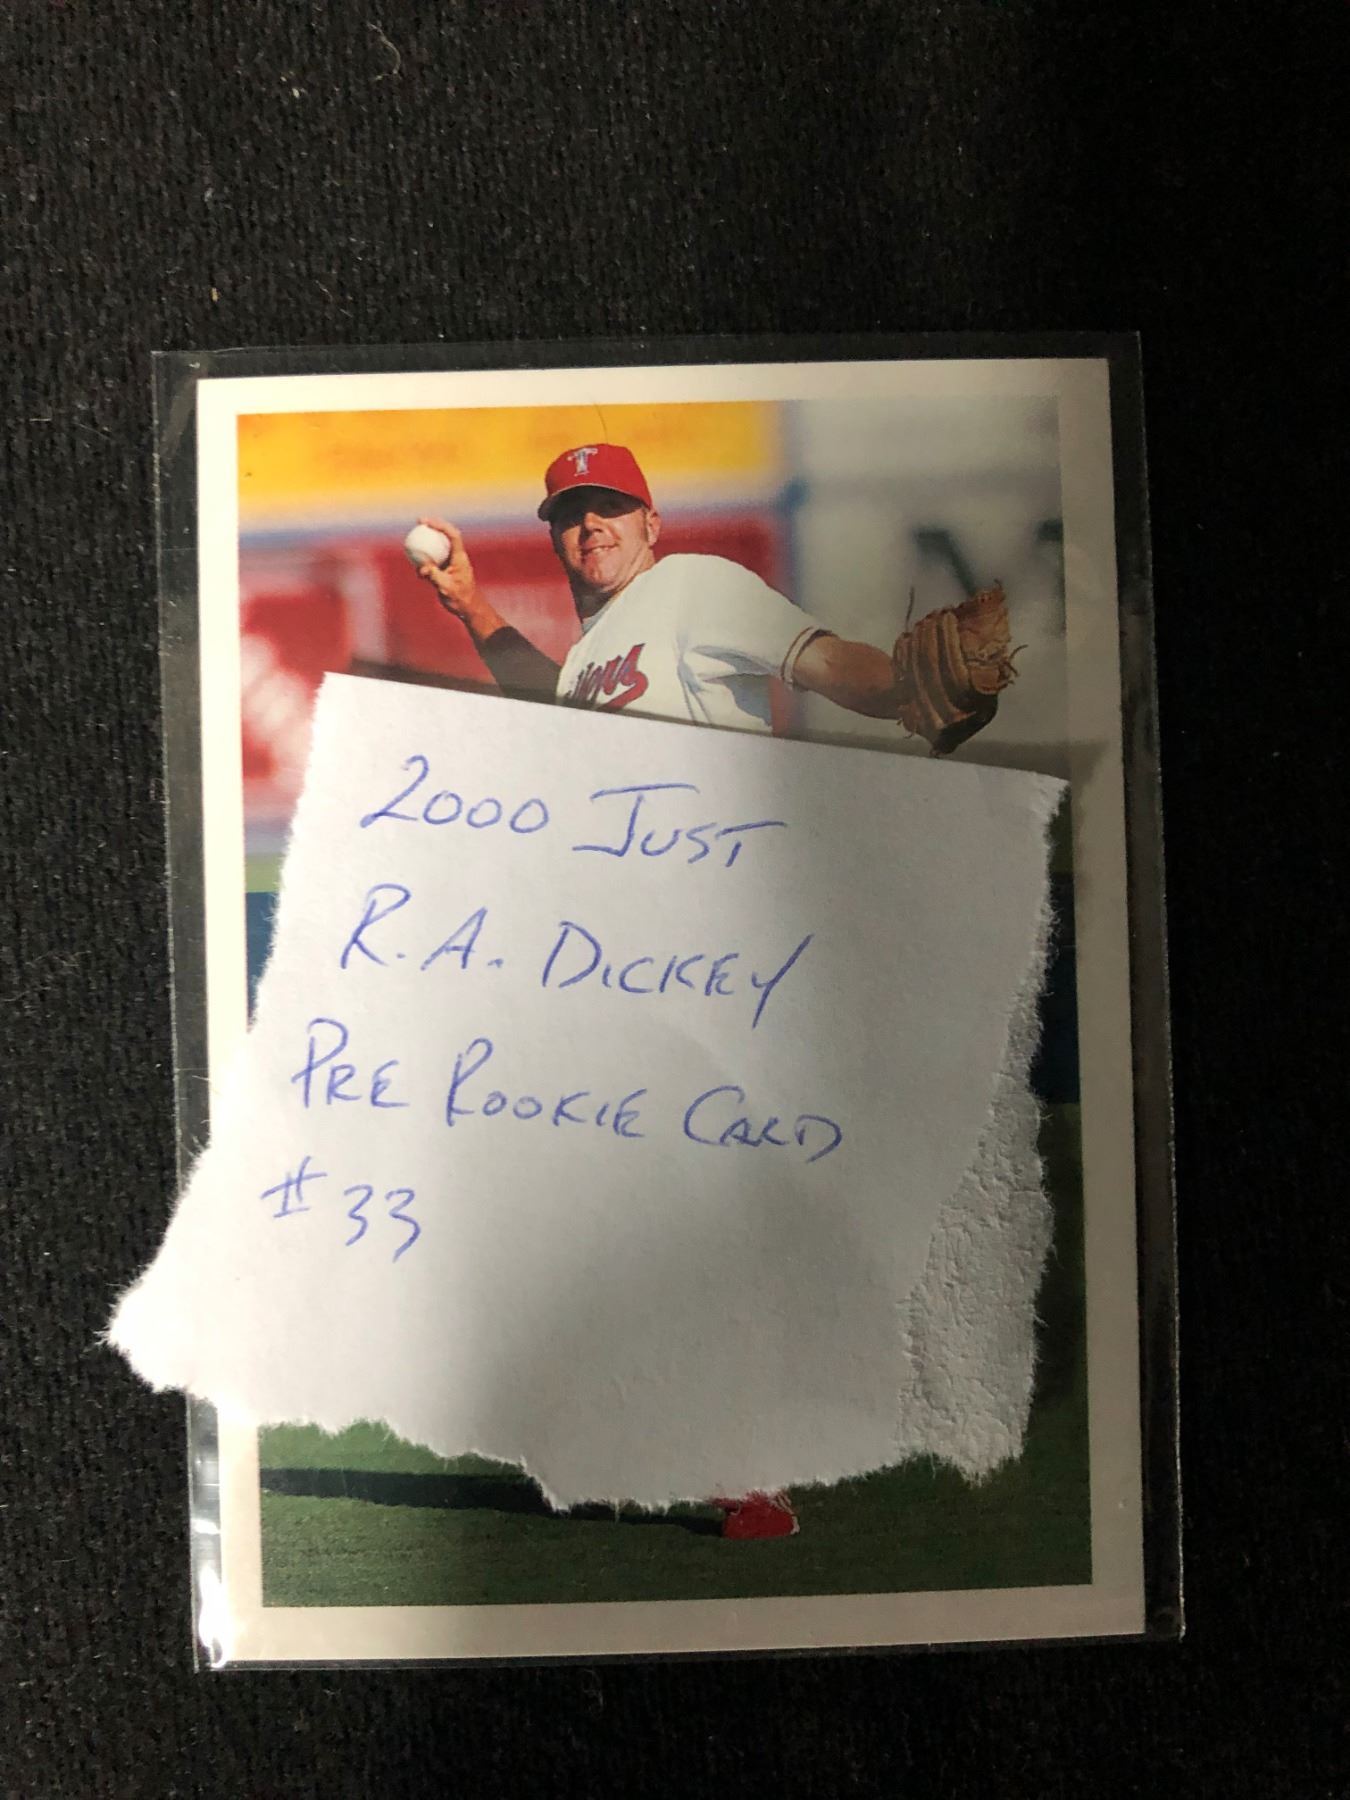 T
2000 JUST
R.A. DICKEY
PRE ROOKIE CARD
#33